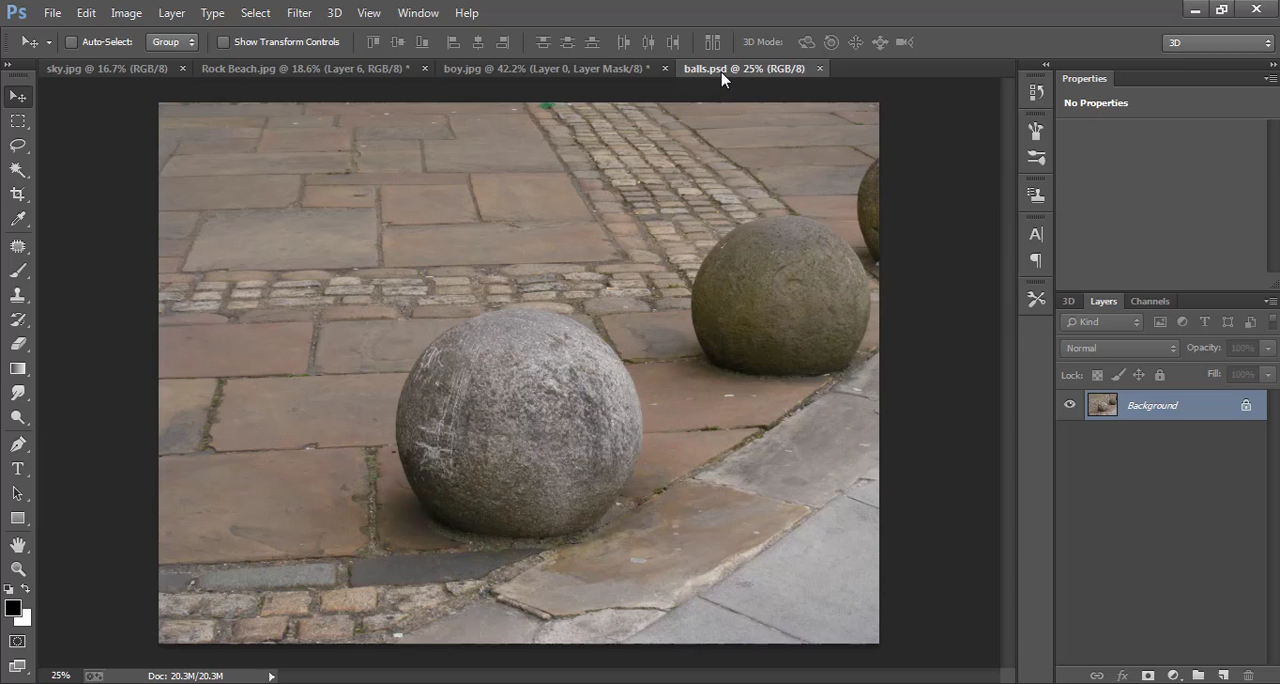 Ps File Edit Image Layer Type Select Filter 3D View Window Help
Auto-Select: Group Show Transform Controls 3D Mode: 3D
sky.jpg @ 16.7% (RGB/8) × Rock Beach.jpg @ 18.6% (Layer 6, RGB/8) * × boy.jpg @ 42.2% (Layer 0, Layer Mask/8) * × balls.psd @ 25% (RGB/8) ×
Properties
No Properties
3D Layers Channels
Kind
Normal Opacity: 100%
Lock: Fill: 100%
Background
25% Doc: 20.3M/20.3M